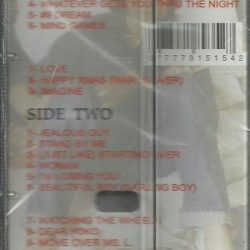 4- WHATEVER GETS YOU THRU THE NIGHT
5- #9 DREAM
6- MIND GAMES
0 17779 151542
7- LOVE
8- HAPPY XMAS (WAR IS OVER)
9- IMAGINE
SIDE TWO
1- JEALOUS GUY
2- STAND BY ME
3- (JUST LIKE) STARTING OVER
4- WOMAN
5- I'M LOSING YOU
6- BEAUTIFUL BOY (DARLING BOY)
7- WATCHING THE WHEELS
8- DEAR YOKO
9- MOVE OVER MS. L